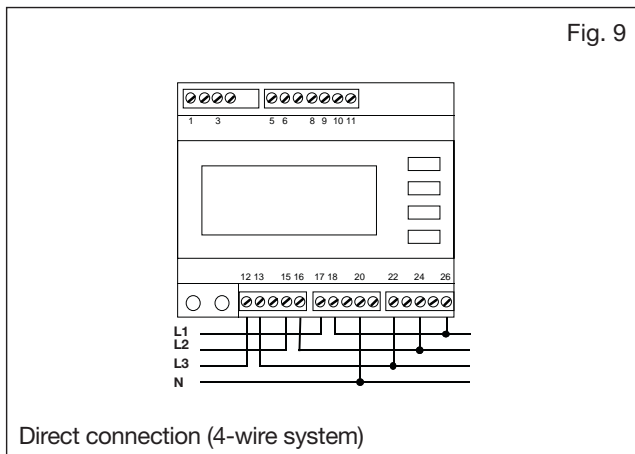 Fig. 9
1 3 5 6 8 9 10 11
12 13 15 16 17 18 20 22 24 26
L1
L2
L3
N
Direct connection (4-wire system)